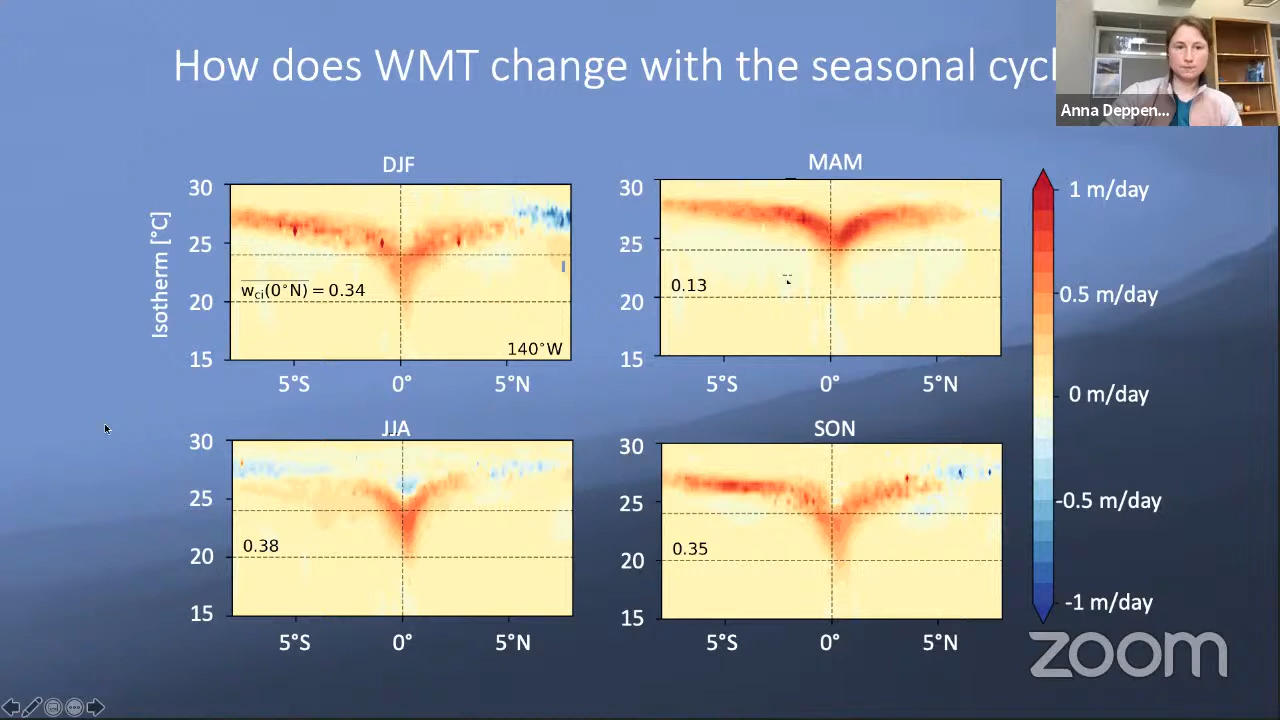 How does WMT change with the seasonal cycl
Anna Deppen...
DJF
MAM
30
25
20
15
Isotherm [°C]
w_ci(0°N) = 0.34
140°W
5°S 0° 5°N
30
25
20
15
0.13
5°S 0° 5°N
1 m/day
0.5 m/day
0 m/day
-0.5 m/day
-1 m/day
JJA
SON
30
25
20
15
0.38
5°S 0° 5°N
30
25
20
15
0.35
5°S 0° 5°N
zoom